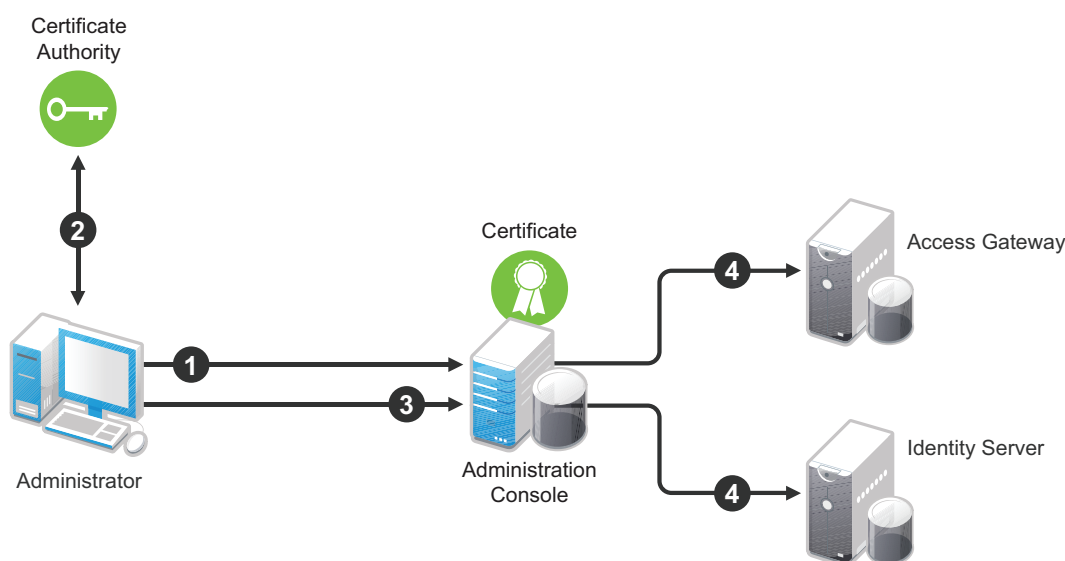 Certificate
Authority
2
Certificate
4
Access Gateway
1
3
Administrator
Administration
Console
4
Identity Server